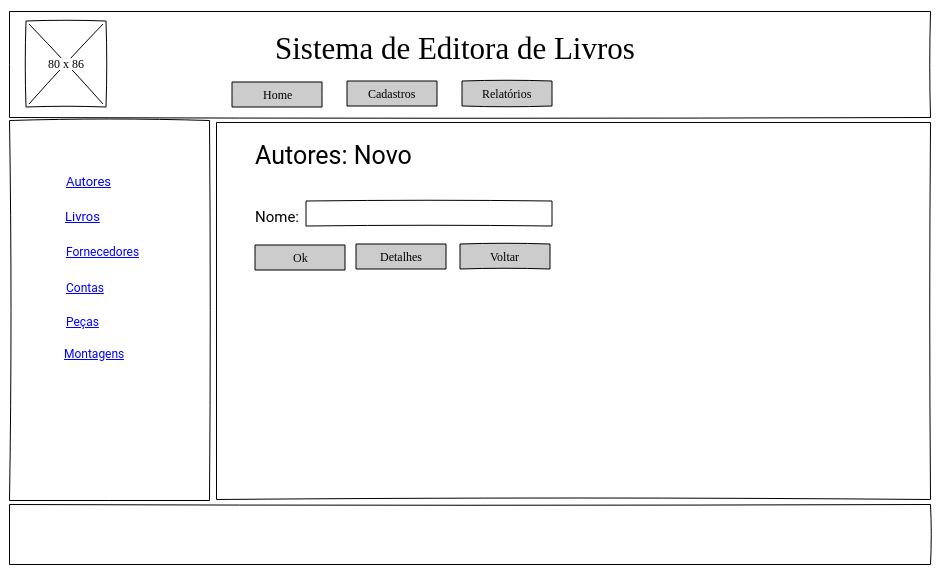 Sistema de Editora de Livros
80 x 86
Home
Cadastros
Relatórios
Autores
Livros
Fornecedores
Contas
Peças
Montagens
Autores: Novo
Nome:
Ok
Detalhes
Voltar